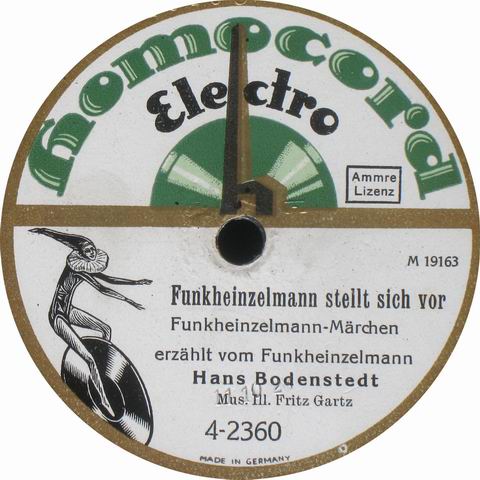 Homocord
Electro
Ammre
Lizenz
M 19163
Funkheinzelmann stellt sich vor
Funkheinzelmann-Märchen
erzählt vom Funkheinzelmann
Hans Bodenstedt
Mus. Ill. Fritz Gartz
4-2360
MADE IN GERMANY